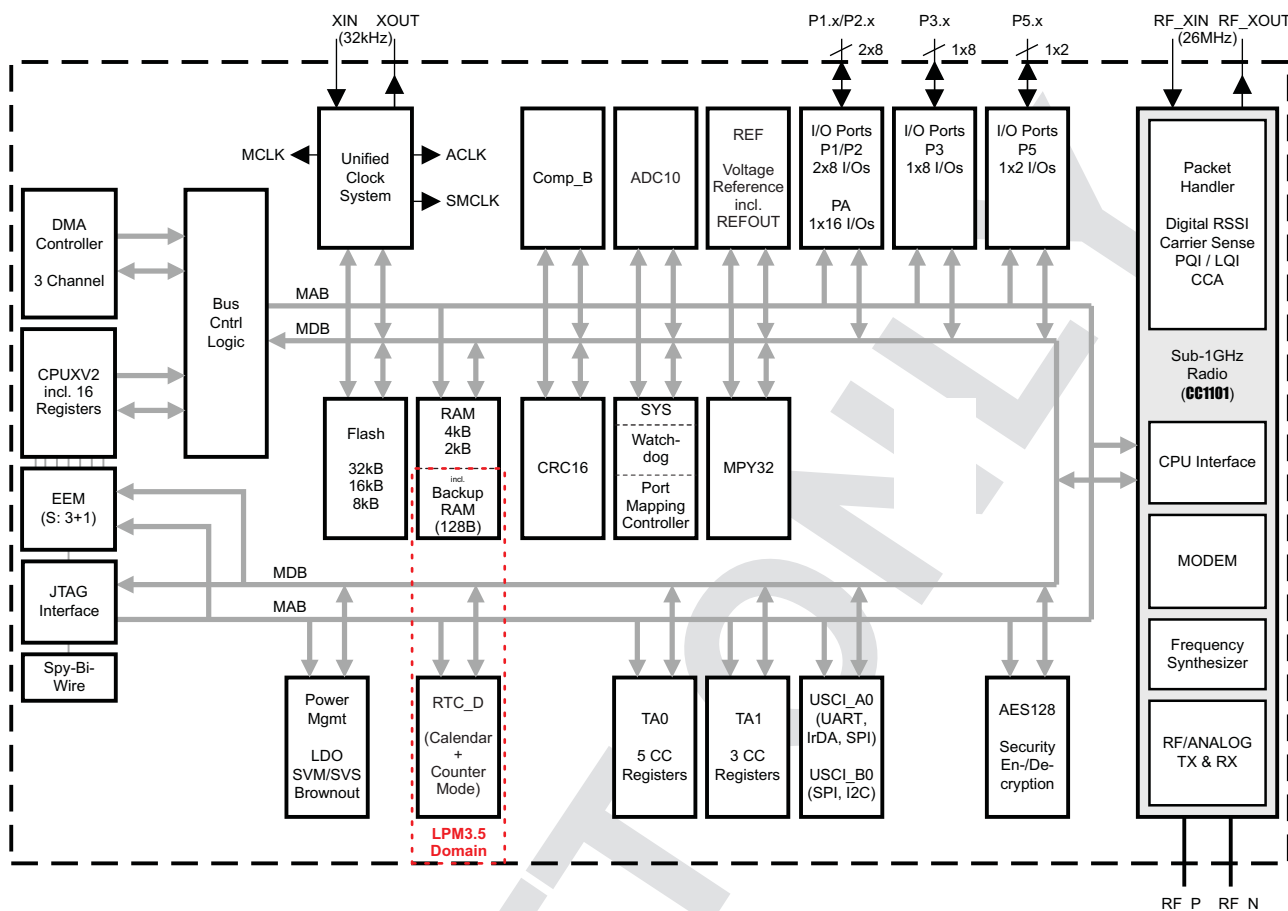 XIN XOUT
(32kHz)
P1.x/P2.x
2x8
P3.x
1x8
P5.x
1x2
RF_XIN RF_XOUT
(26MHz)
MCLK
Unified
Clock
System
ACLK
SMCLK
Comp_B
ADC10
REF
Voltage
Reference
incl.
REFOUT
I/O Ports
P1/P2
2x8 I/Os
PA
1x16 I/Os
I/O Ports
P3
1x8 I/Os
I/O Ports
P5
1x2 I/Os
Packet
Handler
Digital RSSI
Carrier Sense
PQI / LQI
CCA
DMA
Controller
3 Channel
Bus
Cntrl
Logic
MAB
MDB
CPUXV2
incl. 16
Registers
Sub-1GHz
Radio
(CC1101)
Flash
32kB
16kB
8kB
RAM
4kB
2kB
incl.
Backup
RAM
(128B)
CRC16
SYS
Watch-
dog
Port
Mapping
Controller
MPY32
CPU Interface
EEM
(S: 3+1)
MODEM
JTAG
Interface
MDB
MAB
Frequency
Synthesizer
Spy-Bi-
Wire
Power
Mgmt
LDO
SVM/SVS
Brownout
RTC_D
(Calendar
+
Counter
Mode)
TA0
5 CC
Registers
TA1
3 CC
Registers
USCI_A0
(UART,
IrDA, SPI)
USCI_B0
(SPI, I2C)
AES128
Security
En-/De-
cryption
RF/ANALOG
TX & RX
LPM3.5
Domain
RF_P RF_N